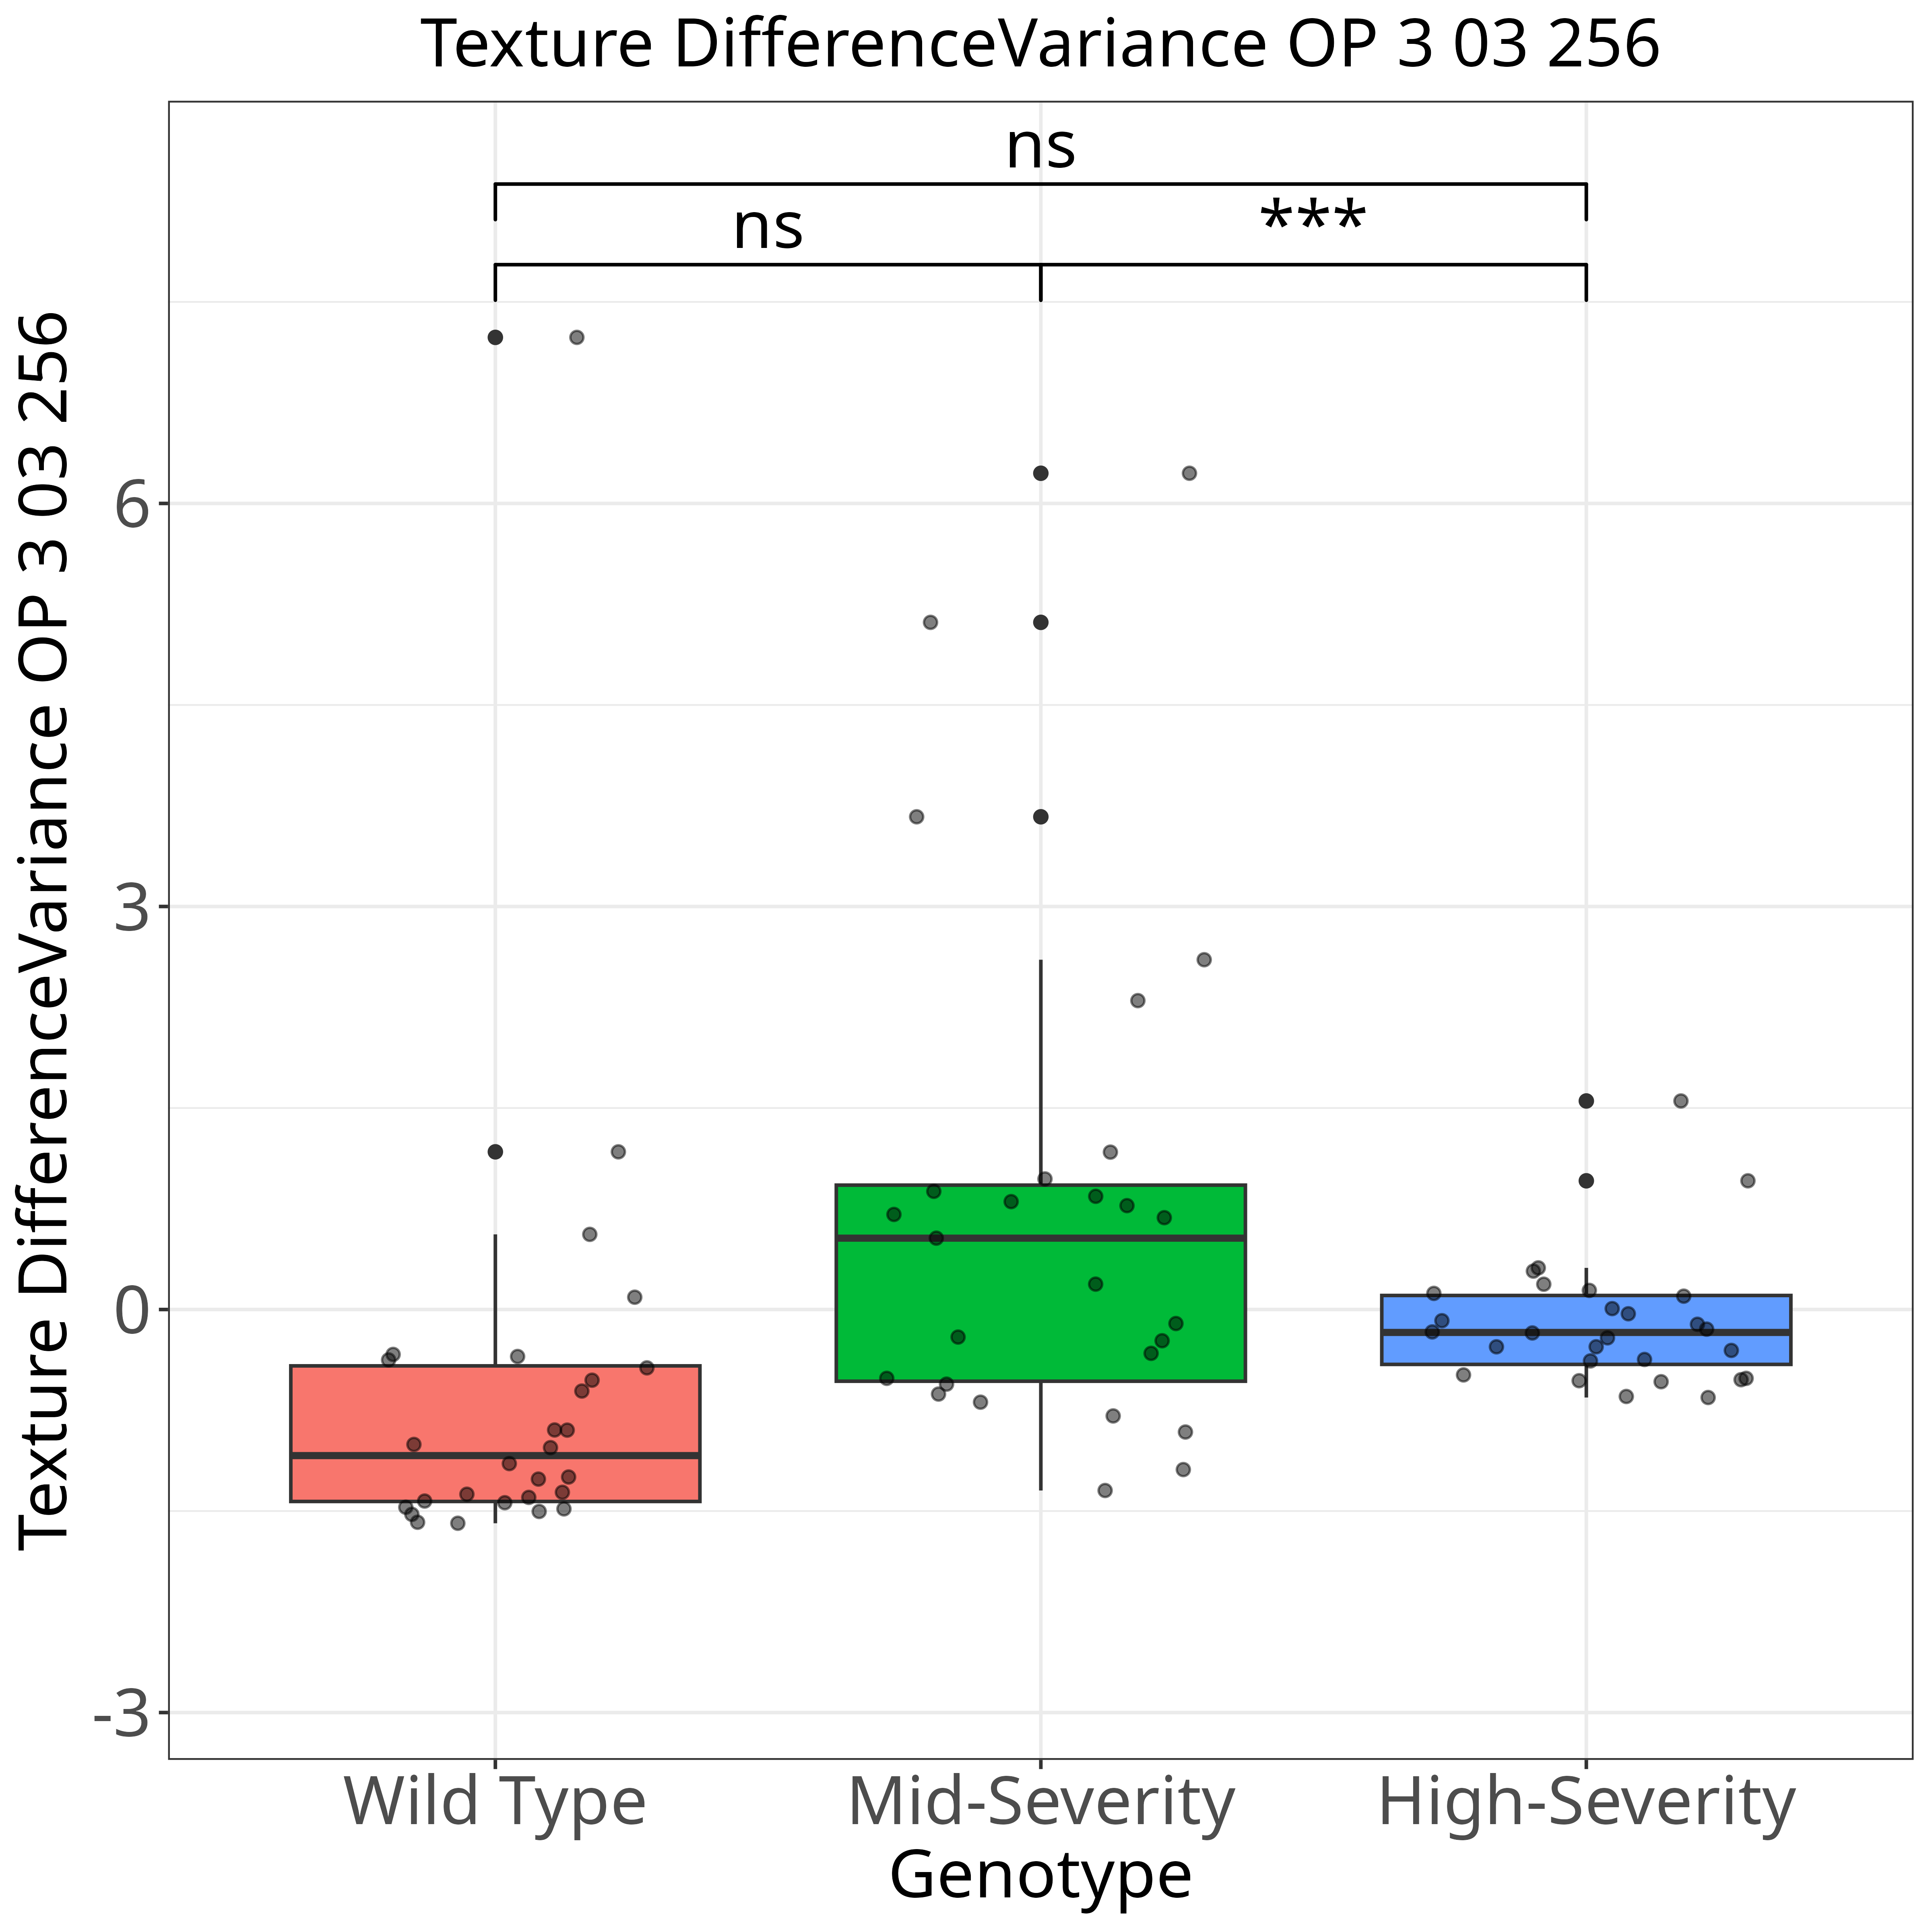 Texture DifferenceVariance OP 3 03 256
Texture DifferenceVariance OP 3 03 256
ns
ns
***
6
3
0
-3
Wild Type
Mid-Severity
High-Severity
Genotype